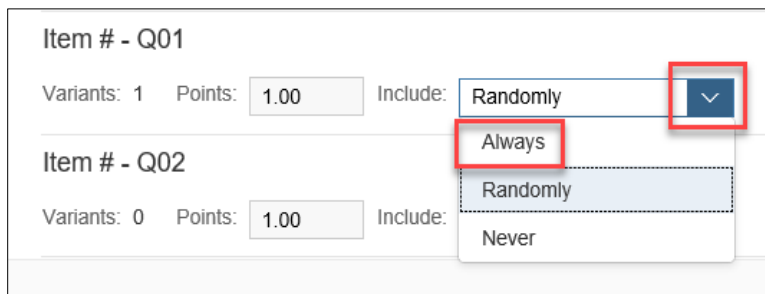 Item # - Q01
Variants: 1 Points: 1.00 Include: Randomly
Always
Item # - Q02
Randomly
Variants: 0 Points: 1.00 Include:
Never